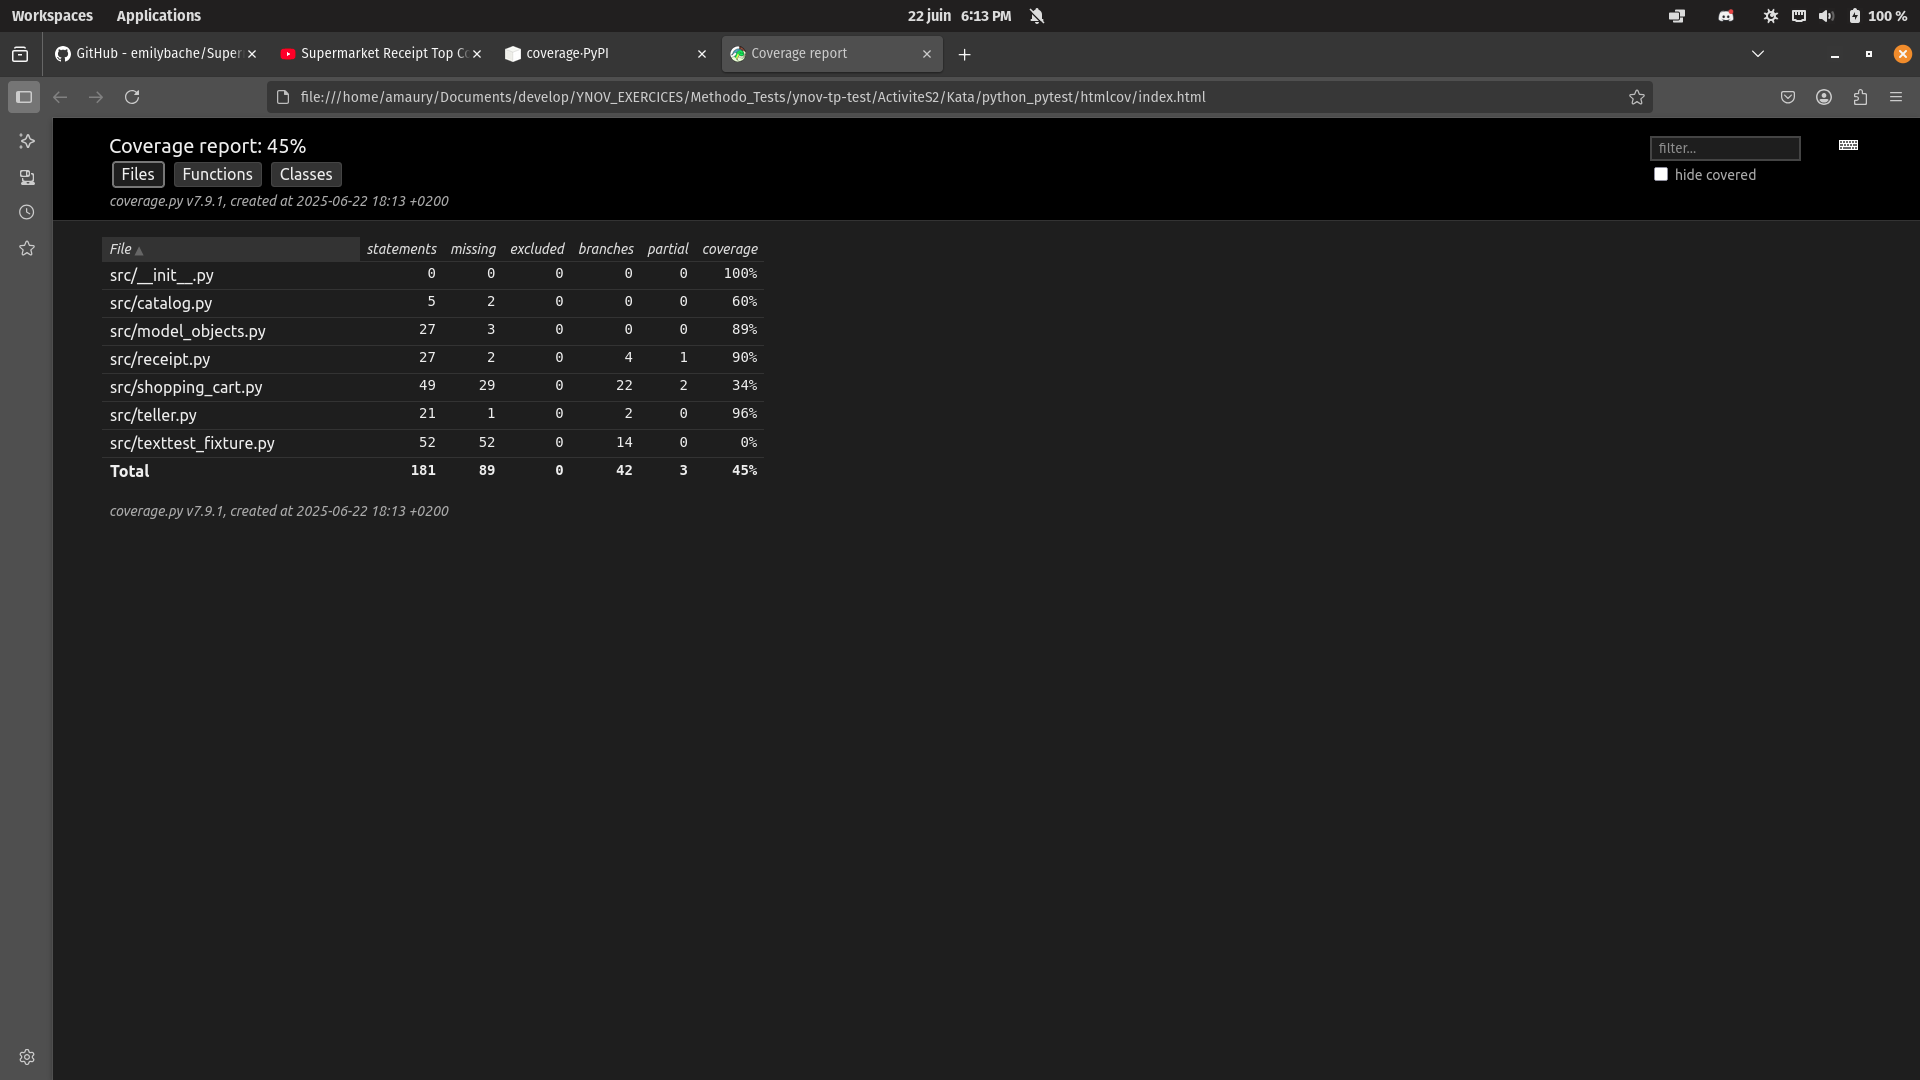 Workspaces Applications 22 juin 6:13 PM 100 %
GitHub - emilybache/Super Supermarket Receipt Top Co coverage·PyPI Coverage report
file:///home/amaury/Documents/develop/YNOV_EXERCICES/Methodo_Tests/ynov-tp-test/ActiviteS2/Kata/python_pytest/htmlcov/index.html
Coverage report: 45% filter...
Files Functions Classes hide covered
coverage.py v7.9.1, created at 2025-06-22 18:13 +0200
File statements missing excluded branches partial coverage
src/__init__.py 0 0 0 0 0 100%
src/catalog.py 5 2 0 0 0 60%
src/model_objects.py 27 3 0 0 0 89%
src/receipt.py 27 2 0 4 1 90%
src/shopping_cart.py 49 29 0 22 2 34%
src/teller.py 21 1 0 2 0 96%
src/texttest_fixture.py 52 52 0 14 0 0%
Total 181 89 0 42 3 45%
coverage.py v7.9.1, created at 2025-06-22 18:13 +0200